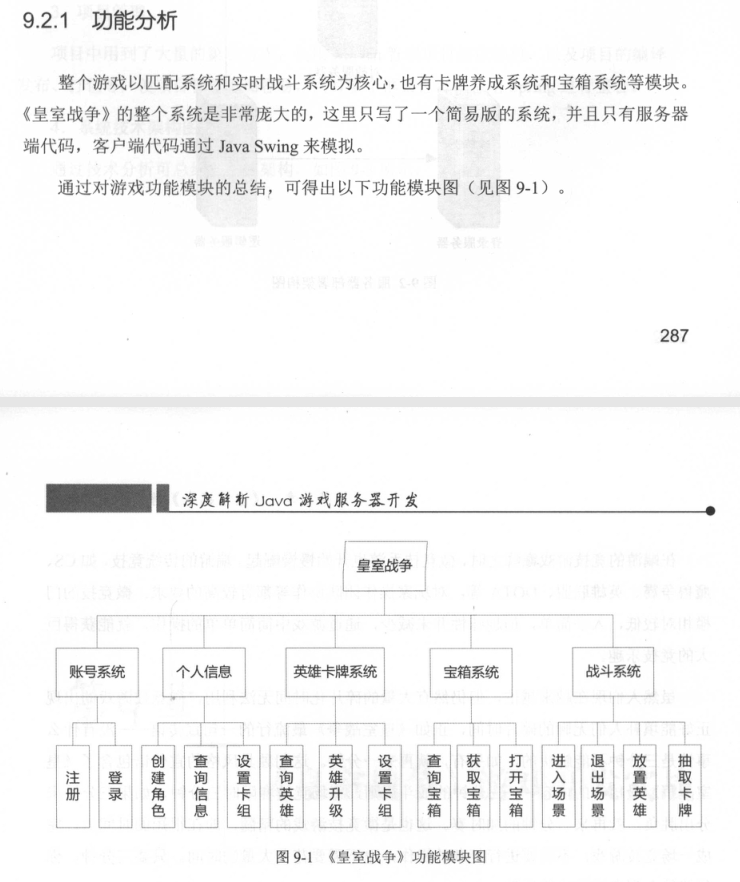 9.2.1 功能分析
整个游戏以匹配系统和实时战斗系统为核心,也有卡牌养成系统和宝箱系统等模块。
《皇室战争》的整个系统是非常庞大的,这里只写了一个简易版的系统,并且只有服务器
端代码,客户端代码通过 Java Swing 来模拟。
通过对游戏功能模块的总结,可得出以下功能模块图(见图 9-1)。
287
深度解析 Java 游戏服务器开发
皇室战争
账号系统 个人信息 英雄卡牌系统 宝箱系统 战斗系统
注册 登录 创建角色 查询信息 设置卡组 查询英雄 英雄升级 设置卡组 查询宝箱 获取宝箱 打开宝箱 进入场景 退出场景 放置英雄 抽取卡牌
图 9-1 《皇室战争》功能模块图